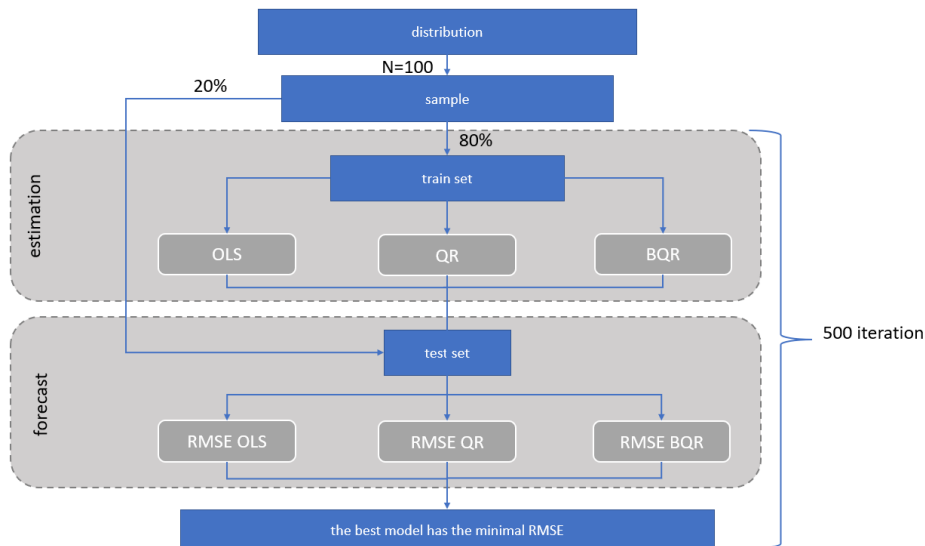 distribution
N=100
20%
sample
80%
train set
estimation
OLS
QR
BQR
500 iteration
test set
forecast
RMSE OLS
RMSE QR
RMSE BQR
the best model has the minimal RMSE